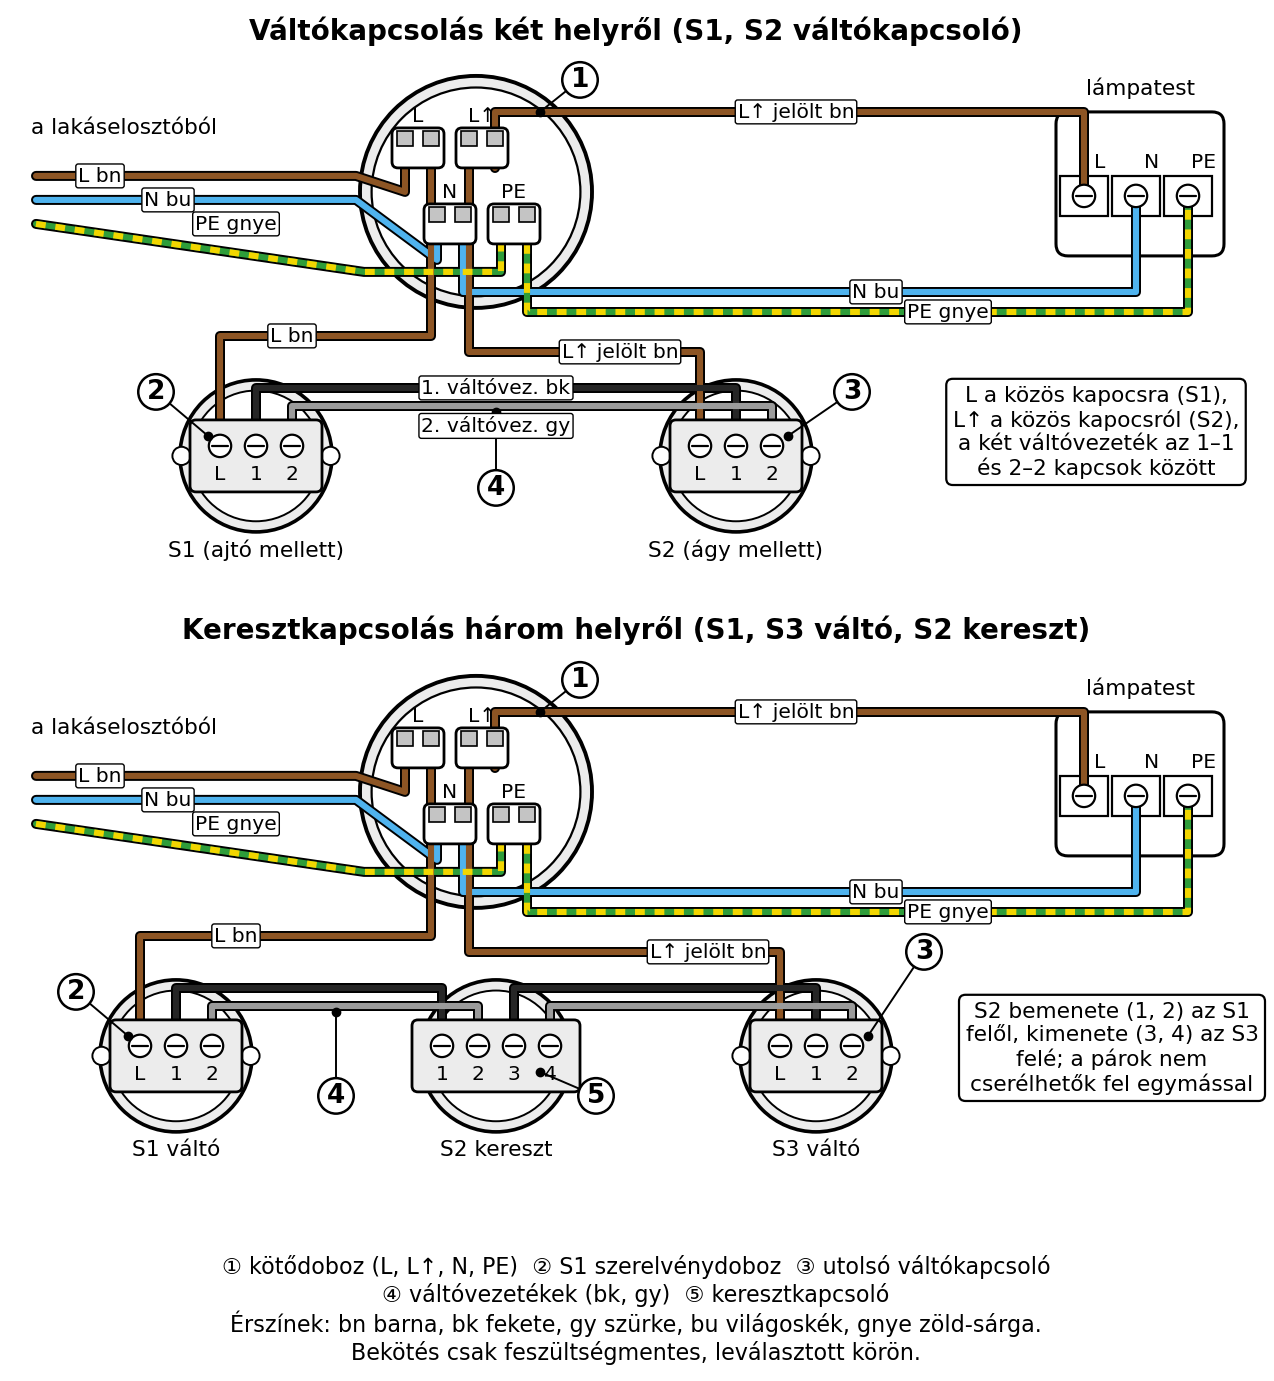 Váltókapcsolás két helyről (S1, S2 váltókapcsoló)
1
lámpatest
a lakáselosztóból
L
L↑
L↑ jelölt bn
L bn
N bu
PE gnye
N
PE
L
N
PE
N bu
PE gnye
L bn
L↑ jelölt bn
2
1. váltóvez. bk
3
2. váltóvez. gy
L 1 2
4
L 1 2
L a közös kapocsra (S1),
L↑ a közös kapocsról (S2),
a két váltóvezeték az 1–1
és 2–2 kapcsok között
S1 (ajtó mellett)
S2 (ágy mellett)
Keresztkapcsolás három helyről (S1, S3 váltó, S2 kereszt)
1
lámpatest
a lakáselosztóból
L
L↑
L↑ jelölt bn
L bn
N bu
PE gnye
N
PE
L
N
PE
N bu
PE gnye
L bn
L↑ jelölt bn
3
2
L 1 2
4
1 2 3 4
5
L 1 2
S2 bemenete (1, 2) az S1
felől, kimenete (3, 4) az S3
felé; a párok nem
cserélhetők fel egymással
S1 váltó
S2 kereszt
S3 váltó
① kötődoboz (L, L↑, N, PE) ② S1 szerelvénydoboz ③ utolsó váltókapcsoló
④ váltóvezetékek (bk, gy) ⑤ keresztkapcsoló
Érszínek: bn barna, bk fekete, gy szürke, bu világoskék, gnye zöld-sárga.
Bekötés csak feszültségmentes, leválasztott körön.